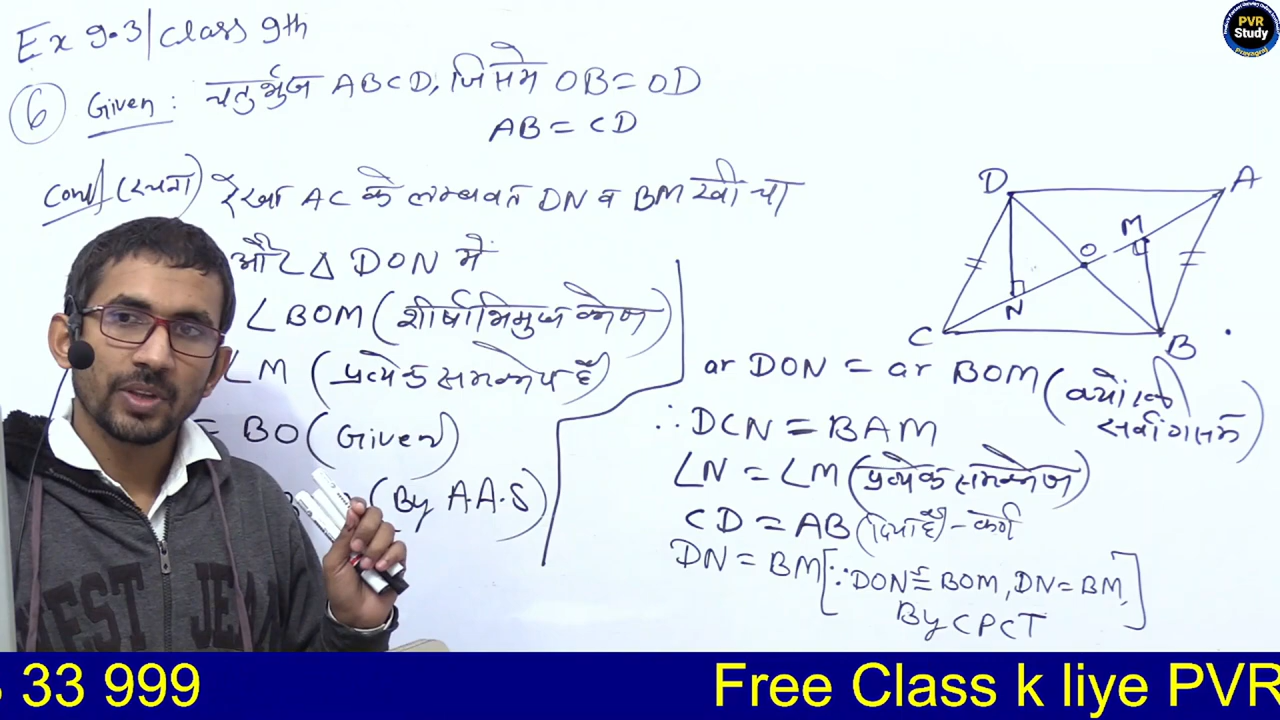 Ex 9.3 | Class 9th
PVR
Study
Prayagraj
6 Given : चतुर्भुज ABCD, जिसमे OB = OD
AB = CD
Const (रचना) रेखा AC के लम्बवत DN व BM खींचा
और △ DON में
∠BOM (शीर्षाभिमुख कोण)
∠M (प्रत्येक समकोण है)
= BO (Given)
(By A.A.S)
D
A
M
O
N
C
B
ar DON = ar BOM (क्योंकि
सर्वांगसम)
∴ DCN = BAM
∠N = ∠M (प्रत्येक समकोण)
CD = AB (दिया है) - कर्ण
DN = BM [∵ DON ≅ BOM, DN = BM,
By CPCT]
33 999
Free Class k liye PVR